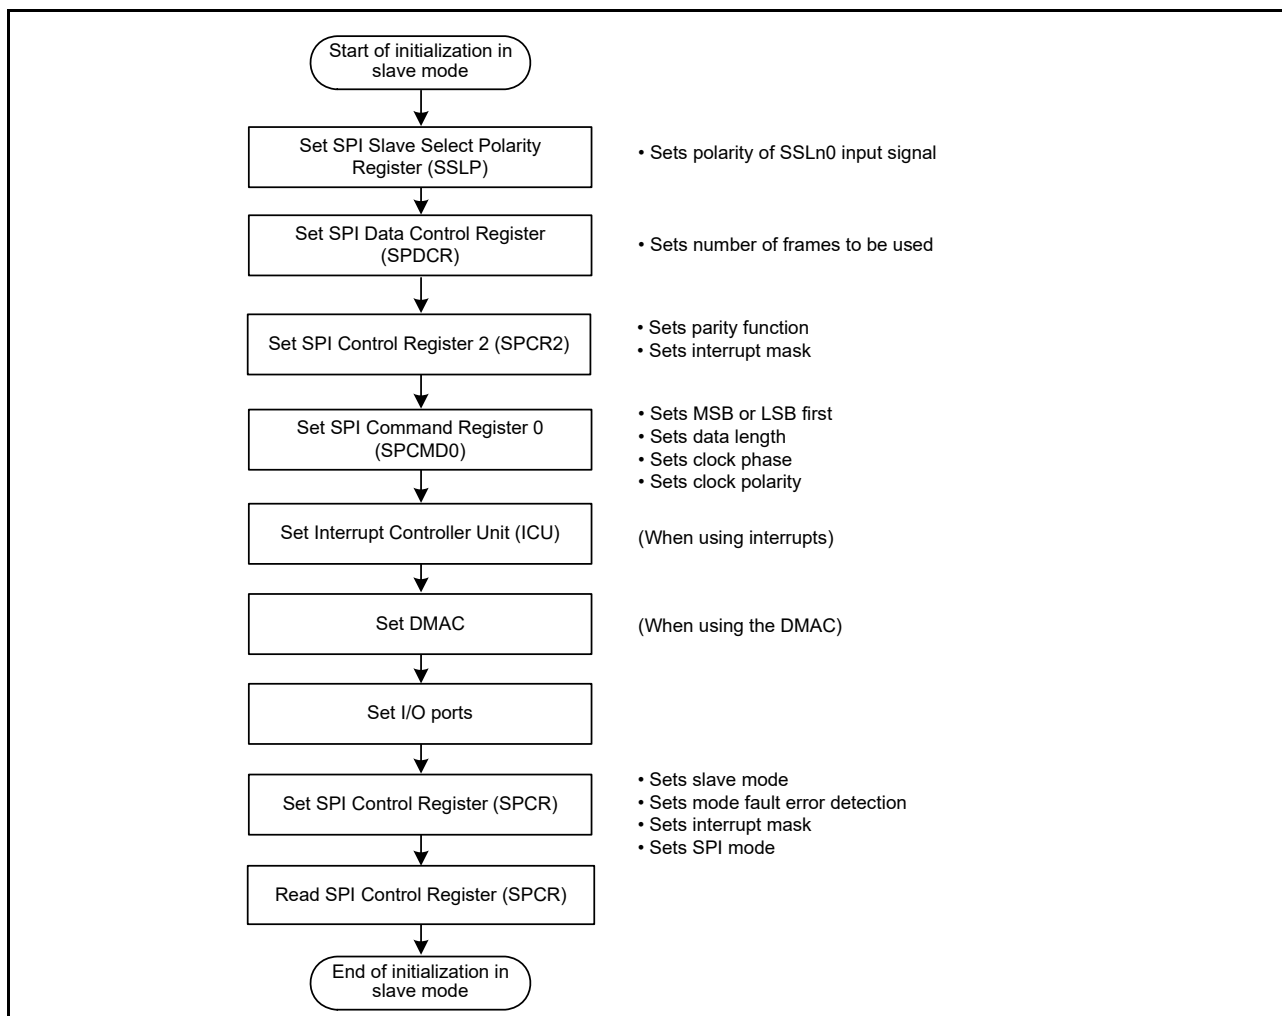 Start of initialization in
slave mode
Set SPI Slave Select Polarity
Register (SSLP)
• Sets polarity of SSLn0 input signal
Set SPI Data Control Register
(SPDCR)
• Sets number of frames to be used
Set SPI Control Register 2 (SPCR2)
• Sets parity function
• Sets interrupt mask
Set SPI Command Register 0
(SPCMD0)
• Sets MSB or LSB first
• Sets data length
• Sets clock phase
• Sets clock polarity
Set Interrupt Controller Unit (ICU)
(When using interrupts)
Set DMAC
(When using the DMAC)
Set I/O ports
Set SPI Control Register (SPCR)
• Sets slave mode
• Sets mode fault error detection
• Sets interrupt mask
• Sets SPI mode
Read SPI Control Register (SPCR)
End of initialization in
slave mode